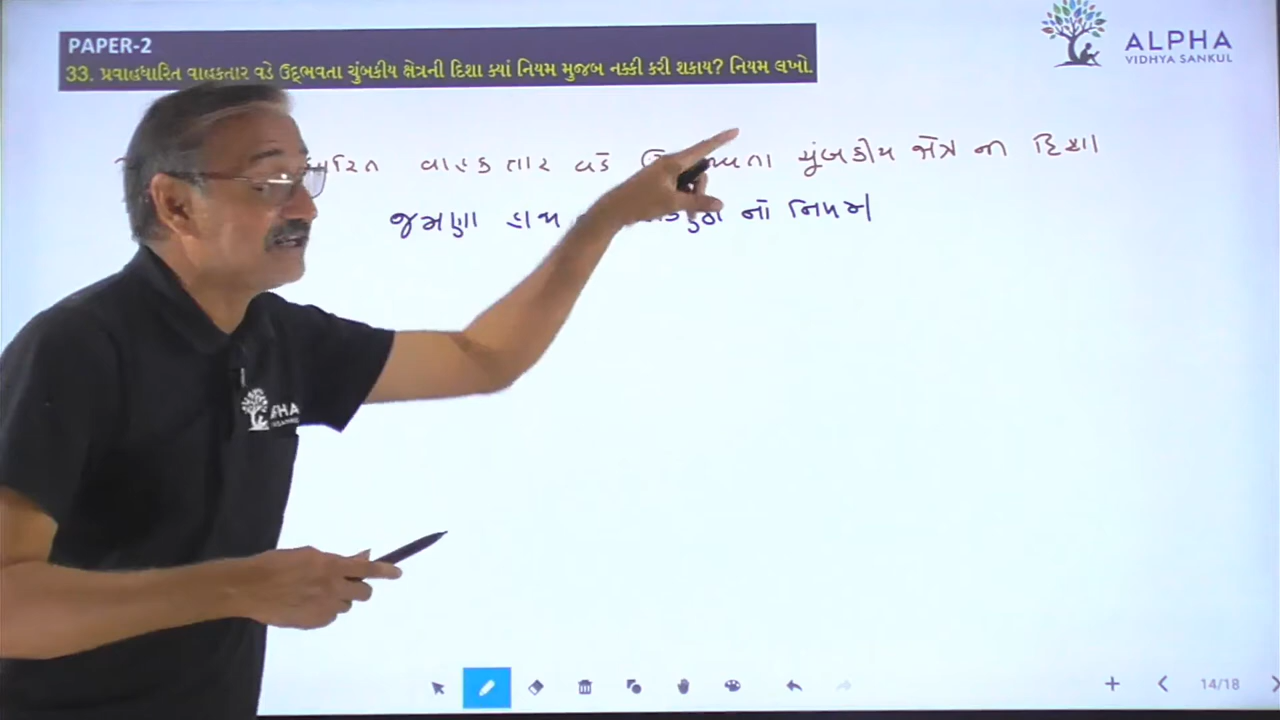 PAPER-2
33. પ્રવાહધારિત વાહકતાર વડે ઉદ્ભવતા ચુંબકીય ક્ષેત્રની દિશા ક્યાં નિયમ મુજબ નક્કી કરી શકાય? નિયમ લખો.
ALPHA
VIDHYA SANKUL
વાહક તાર વડે ચુંબકીય ક્ષેત્ર ની દિશા
જમણા હાથ નો નિયમ
14/18